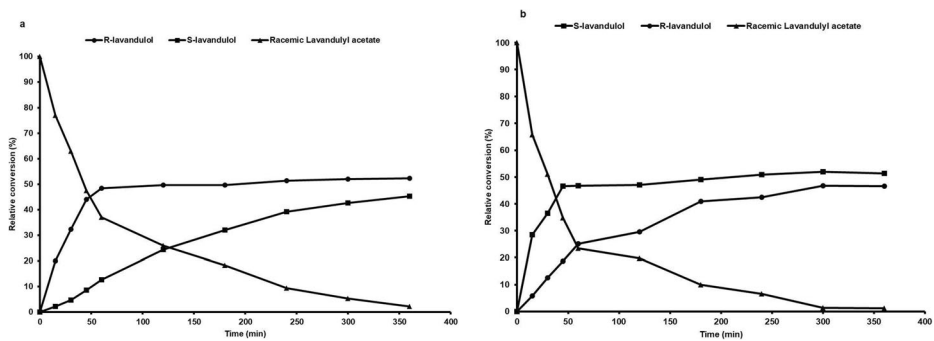 a
R-lavandulol S-lavandulol Racemic Lavandulyl acetate
100
90
80
70
60
50
40
30
20
10
0
Relative conversion (%)
0 50 100 150 200 250 300 350 400
Time (min)
b
S-lavandulol R-lavandulol Racemic Lavandulyl acetate
100
90
80
70
60
50
40
30
20
10
0
Relative conversion (%)
0 50 100 150 200 250 300 350 400
Time (min)